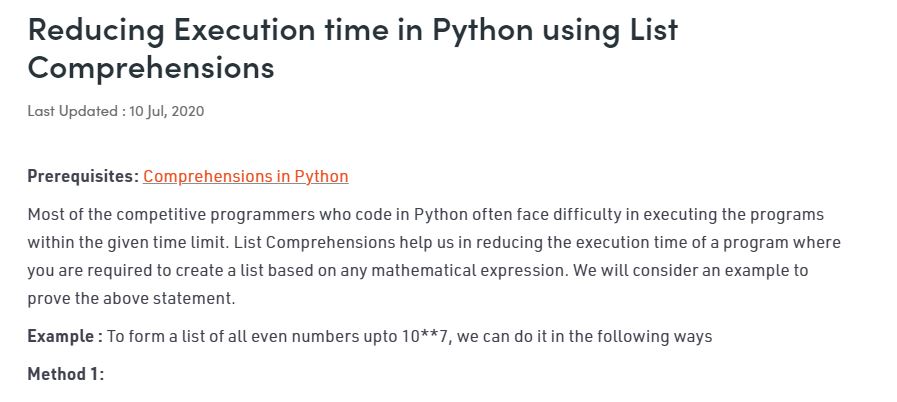 Reducing Execution time in Python using List
Comprehensions
Last Updated : 10 Jul, 2020
Prerequisites: Comprehensions in Python
Most of the competitive programmers who code in Python often face difficulty in executing the programs
within the given time limit. List Comprehensions help us in reducing the execution time of a program where
you are required to create a list based on any mathematical expression. We will consider an example to
prove the above statement.
Example : To form a list of all even numbers upto 10**7, we can do it in the following ways
Method 1: